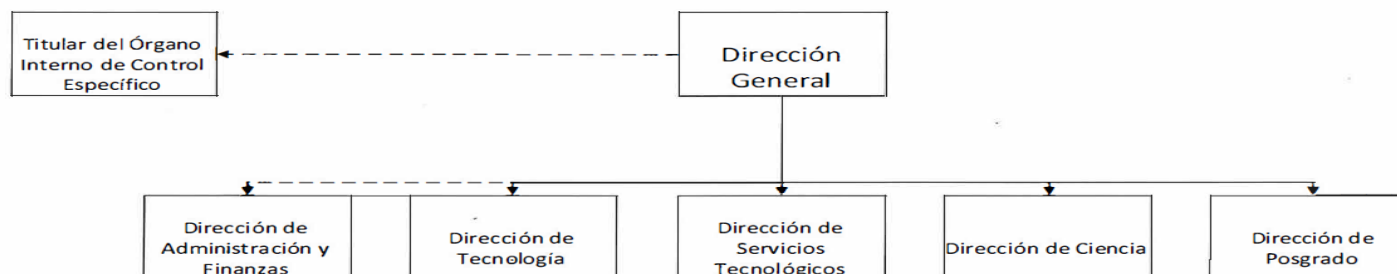 Titular del Órgano
Interno de Control
Específico
Dirección
General
Dirección de
Administración y
Finanzas
Dirección de
Tecnología
Dirección de
Servicios
Tecnológicos
Dirección de Ciencia
Dirección de
Posgrado